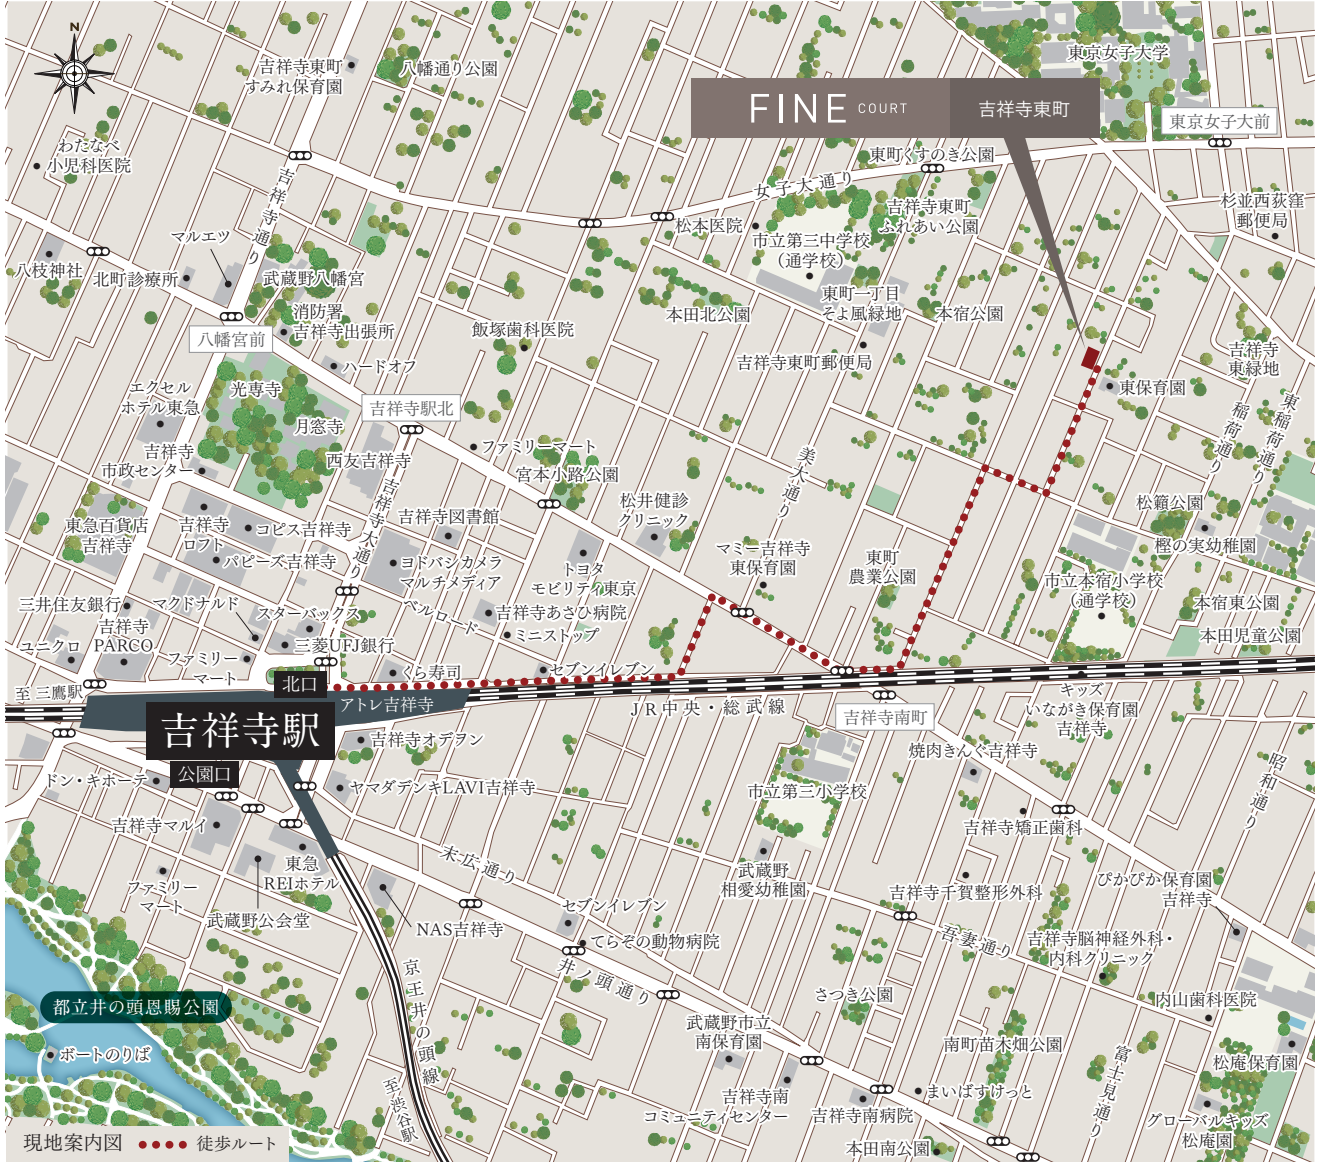 N
吉祥寺東町
すみれ保育園
八幡通り公園
東京女子大学
FINE COURT
吉祥寺東町
東京女子大前
わたなべ
小児科医院
東町くすのき公園
女子大通り
吉祥寺通り
松本医院
吉祥寺東町
ふれあい公園
杉並西荻窪
郵便局
マルエツ
市立第三中学校
（通学校）
八枝神社
北町診療所
武蔵野八幡宮
東町一丁目
そよ風緑地
本宿公園
本田北公園
消防署
吉祥寺出張所
飯塚歯科医院
八幡宮前
吉祥寺東町郵便局
吉祥寺
東緑地
ハードオフ
エクセル
ホテル東急
光専寺
東保育園
吉祥寺駅北
稲荷通り
東稲荷通り
月窓寺
吉祥寺
市政センター
西友吉祥寺
ファミリーマート
宮本小路公園
美大通り
吉祥寺大通り
松井健診
クリニック
松籟公園
東急百貨店
吉祥寺
吉祥寺
ロフト
コピス吉祥寺
吉祥寺図書館
樫の実幼稚園
パピーズ吉祥寺
ヨドバシカメラ
マルチメディア
トヨタ
モビリティ東京
マミー吉祥寺
東保育園
東町
農業公園
市立本宿小学校
（通学校）
三井住友銀行
マクドナルド
スターバックス
ベルロード
吉祥寺あさひ病院
本宿東公園
吉祥寺
PARCO
ユニクロ
三菱UFJ銀行
ミニストップ
本田児童公園
ファミリー
マート
くら寿司
セブンイレブン
至 三鷹駅
北口
アトレ吉祥寺
JR中央・総武線
キッズ
いながき保育園
吉祥寺
吉祥寺駅
吉祥寺南町
吉祥寺オデヲン
焼肉きんぐ吉祥寺
公園口
ドン・キホーテ
ヤマダデンキLAVI吉祥寺
市立第三小学校
昭和通り
吉祥寺マルイ
吉祥寺矯正歯科
末広通り
東急
REIホテル
武蔵野
相愛幼稚園
ファミリー
マート
吉祥寺千賀整形外科
ぴかぴか保育園
吉祥寺
武蔵野公会堂
NAS吉祥寺
セブンイレブン
てらぞの動物病院
吾妻通り
吉祥寺脳神経外科・
内科クリニック
井ノ頭通り
京王井の頭線
都立井の頭恩賜公園
さつき公園
内山歯科医院
武蔵野市立
南保育園
南町苗木畑公園
富士見通り
ボートのりば
松庵保育園
至渋谷駅
吉祥寺南
コミュニティセンター
まいばすけっと
吉祥寺南病院
グローバルキッズ
松庵園
現地案内図
徒歩ルート
本田南公園